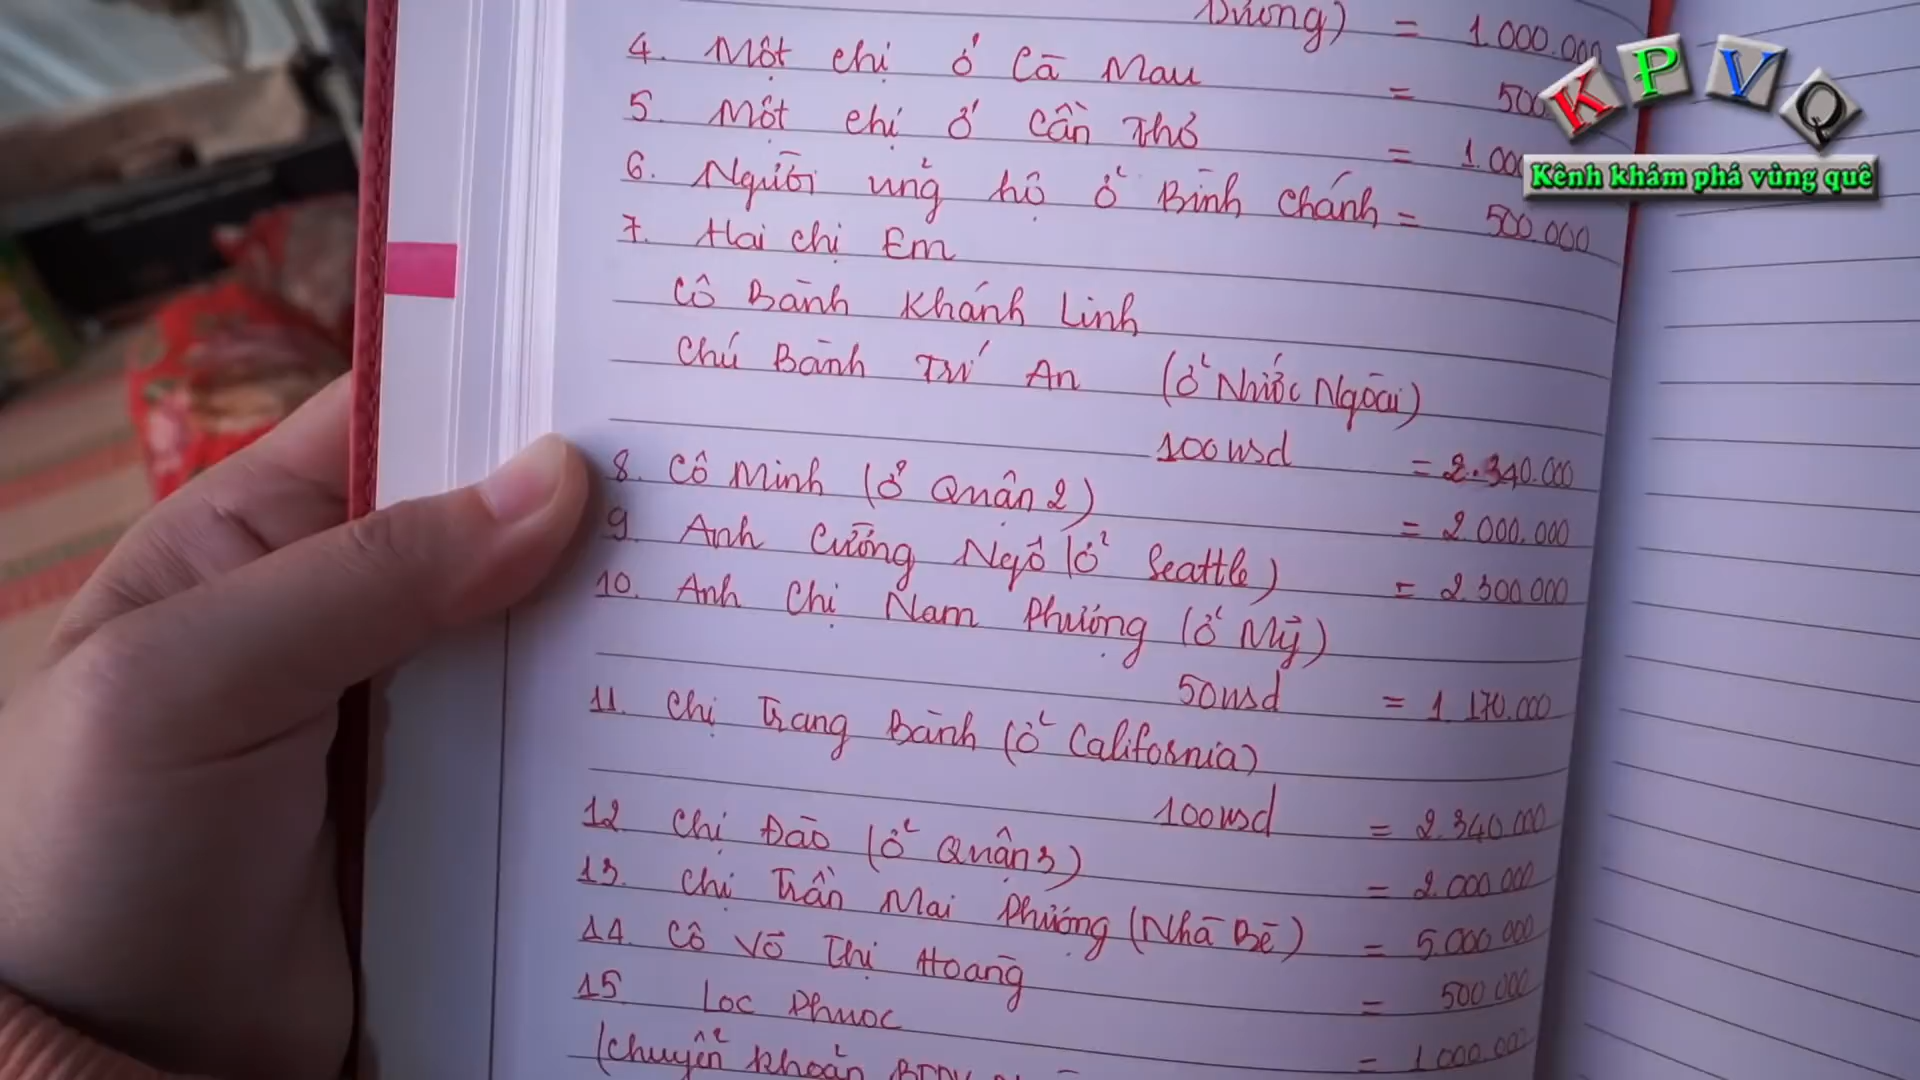 Dương) = 1.000.000
4. Một chị ở Cà Mau = 500
5. Một chị ở Cần Thơ = 1.000
6. Người ủng hộ ở Bình Chánh = 500.000
7. Hai Chị Em
Cô Bành Khánh Linh
Chú Bành Trí An (ở Nước Ngoài)
100usd = 2.340.000
8. Cô Minh (ở Quận 2) = 2.000.000
9. Anh Cường Ngô (ở Seattle) = 2.300.000
10. Anh Chị Nam Phượng (ở Mỹ)
50usd = 1.170.000
11. Chị Trang Bành (ở California)
100usd = 2.340.000
12 Chị Đào (ở Quận 3) = 2.000.000
13. Chị Trần Mai Phượng (Nhà Bè) = 5.000.000
14. Cô Võ Thị Hoàng = 500.000
15 Loc Phuoc = 1.000.000
(Chuyển khoản
KPVQ
Kênh khám phá vùng quê